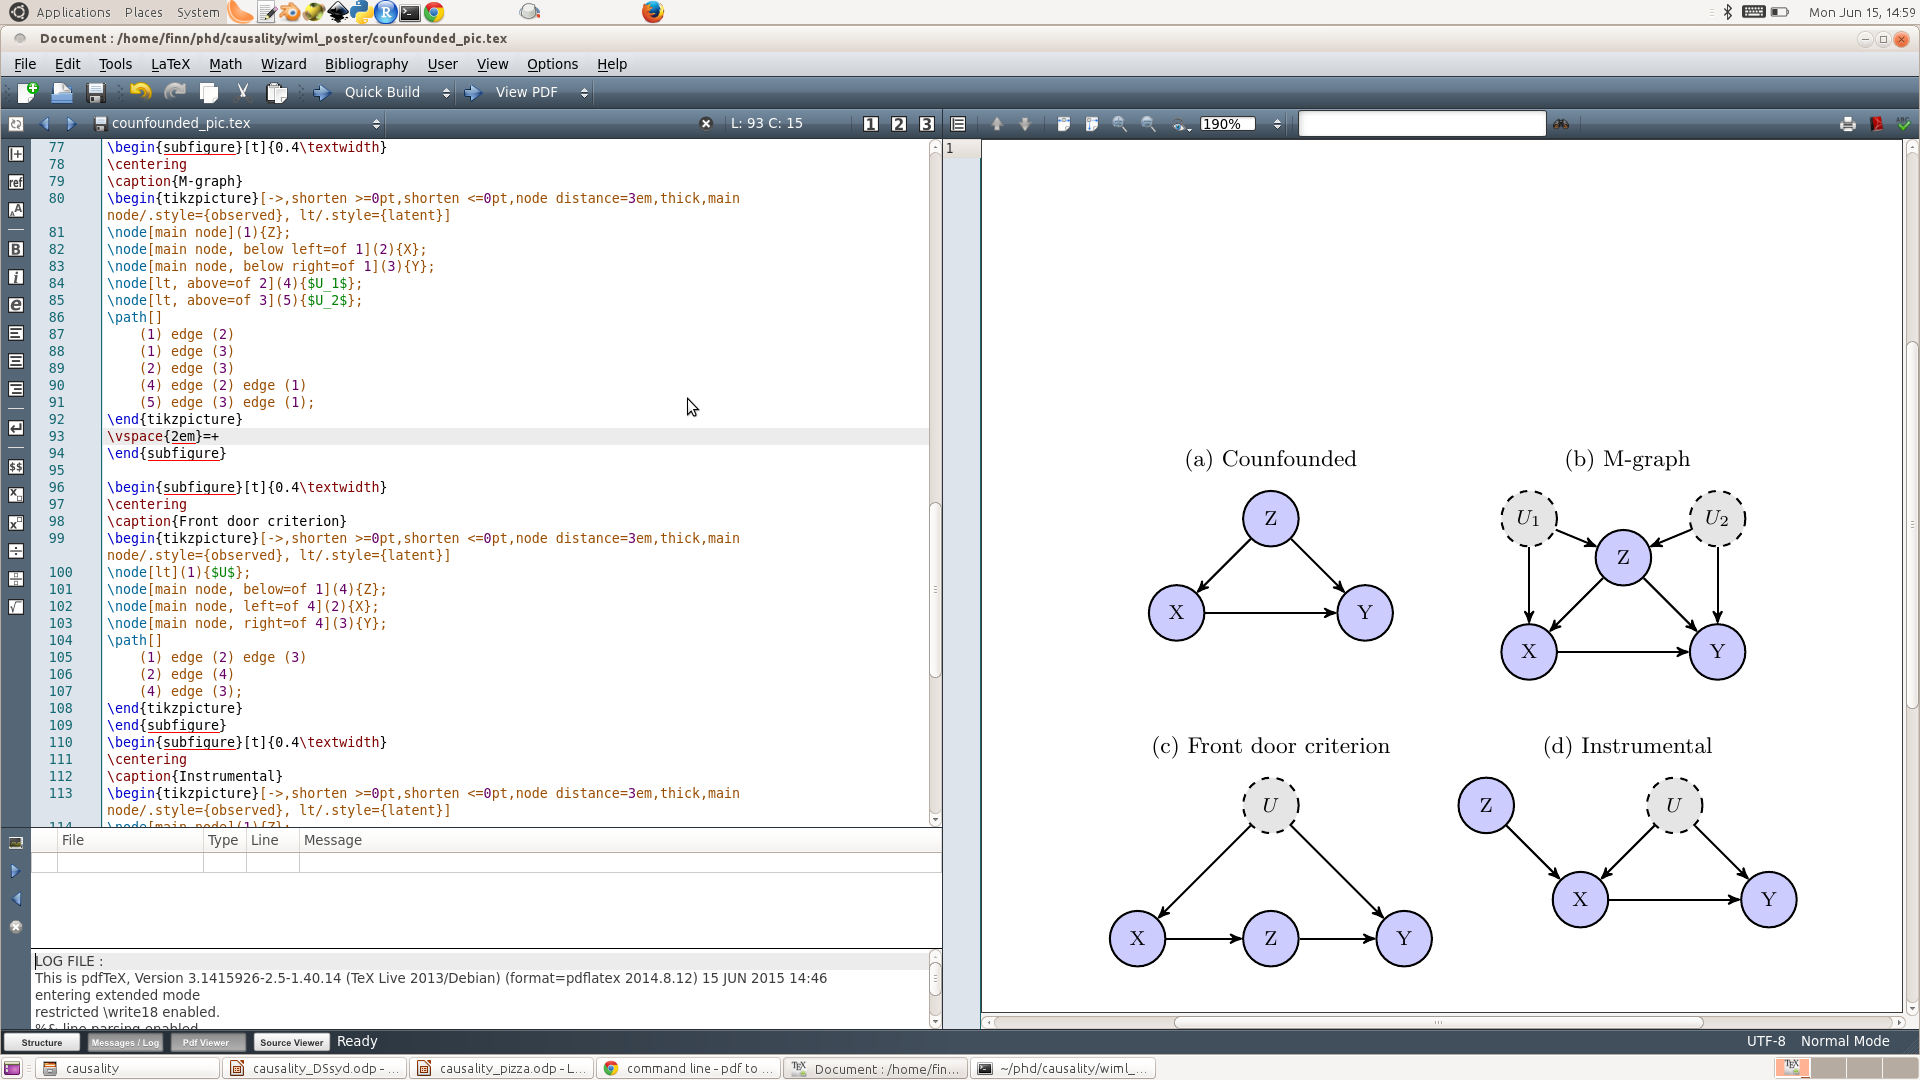 Applications Places System
Mon Jun 15, 14:59
Document : /home/finn/phd/causality/wiml_poster/counfounded_pic.tex
File Edit Tools LaTeX Math Wizard Bibliography User View Options Help
Quick Build View PDF
counfounded_pic.tex L: 93 C: 15 1 2 3 190%
77 \begin{subfigure}[t]{0.4\textwidth}
78 \centering
79 \caption{M-graph}
80 \begin{tikzpicture}[->,shorten >=0pt,shorten <=0pt,node distance=3em,thick,main
node/.style={observed}, lt/.style={latent}]
81 \node[main node](1){Z};
82 \node[main node, below left=of 1](2){X};
83 \node[main node, below right=of 1](3){Y};
84 \node[lt, above=of 2](4){$U_1$};
85 \node[lt, above=of 3](5){$U_2$};
86 \path[]
87 (1) edge (2)
88 (1) edge (3)
89 (2) edge (3)
90 (4) edge (2) edge (1)
91 (5) edge (3) edge (1);
92 \end{tikzpicture}
93 \vspace{2em}=+
94 \end{subfigure}
95
96 \begin{subfigure}[t]{0.4\textwidth}
97 \centering
98 \caption{Front door criterion}
99 \begin{tikzpicture}[->,shorten >=0pt,shorten <=0pt,node distance=3em,thick,main
node/.style={observed}, lt/.style={latent}]
100 \node[lt](1){$U$};
101 \node[main node, below=of 1](4){Z};
102 \node[main node, left=of 4](2){X};
103 \node[main node, right=of 4](3){Y};
104 \path[]
105 (1) edge (2) edge (3)
106 (2) edge (4)
107 (4) edge (3);
108 \end{tikzpicture}
109 \end{subfigure}
110 \begin{subfigure}[t]{0.4\textwidth}
111 \centering
112 \caption{Instrumental}
113 \begin{tikzpicture}[->,shorten >=0pt,shorten <=0pt,node distance=3em,thick,main
node/.style={observed}, lt/.style={latent}]
114 \node[main node](1){Z};
File Type Line Message
LOG FILE :
This is pdfTeX, Version 3.1415926-2.5-1.40.14 (TeX Live 2013/Debian) (format=pdflatex 2014.8.12) 15 JUN 2015 14:46
entering extended mode
restricted \write18 enabled.
%&-line parsing enabled.
1
(a) Counfounded
Z
X Y
(b) M-graph
U1 U2
Z
X Y
(c) Front door criterion
U
X Z Y
(d) Instrumental
Z U
X Y
Structure Messages / Log Pdf Viewer Source Viewer Ready
UTF-8 Normal Mode
causality
causality_DSsyd.odp - ...
causality_pizza.odp - L...
command line - pdf to ...
Document : /home/fin...
~/phd/causality/wiml_...